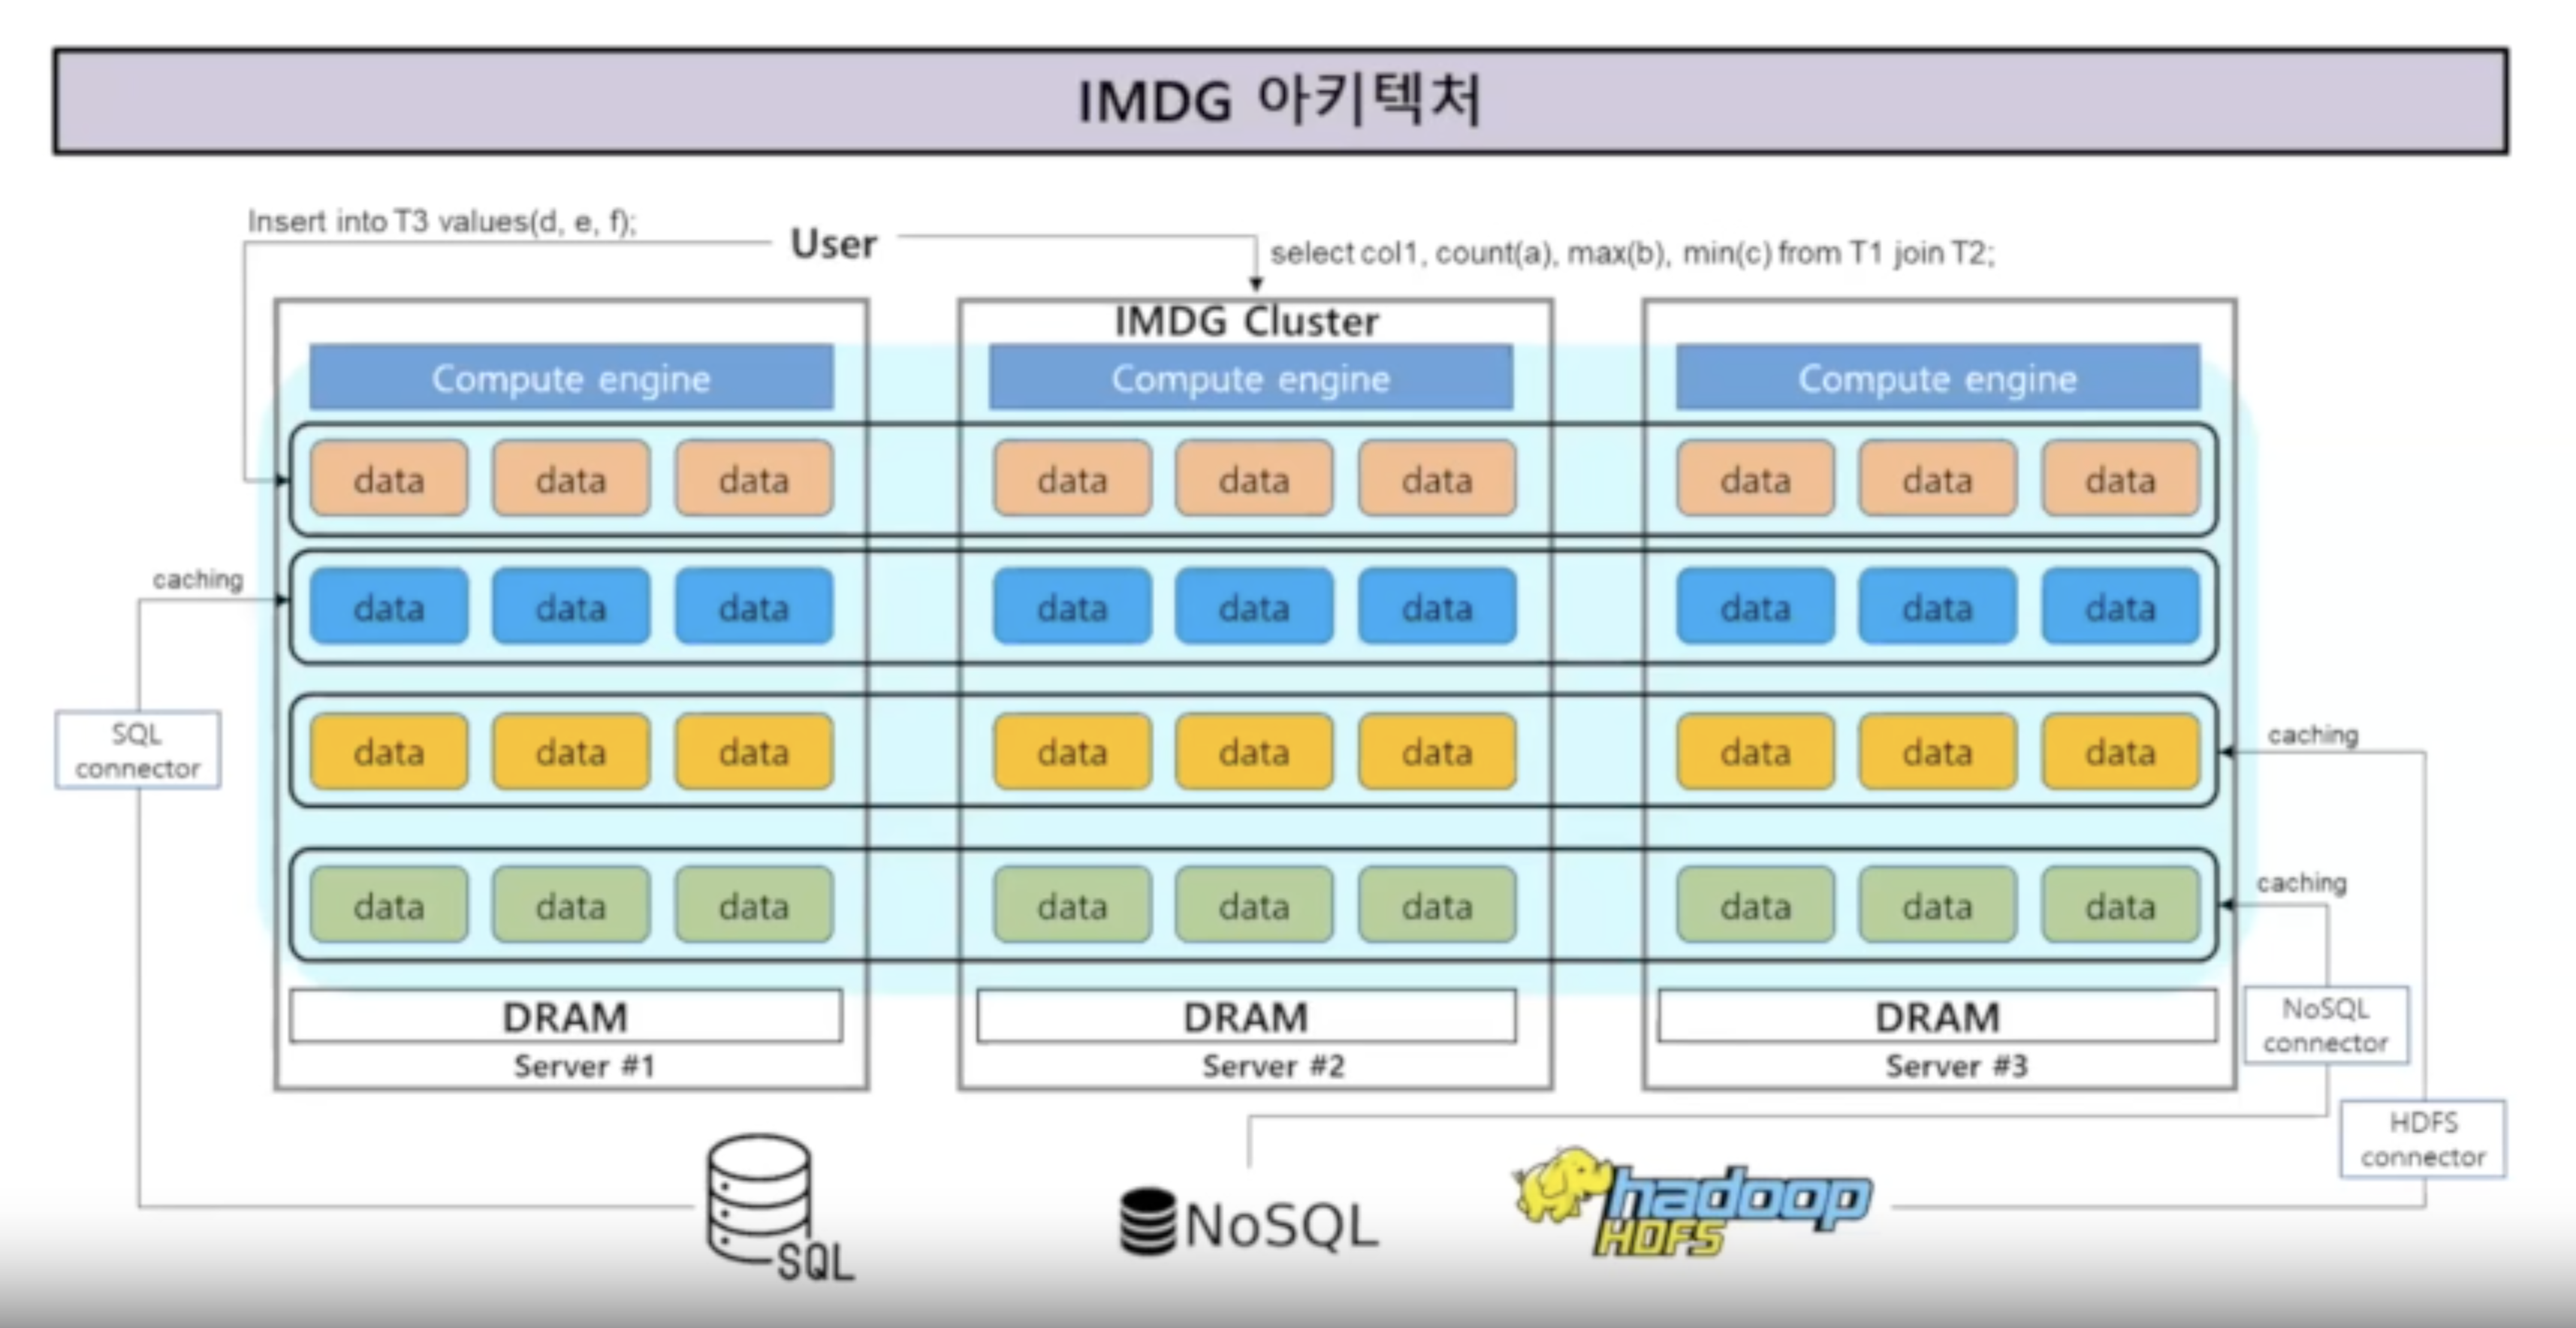 IMDG 아키텍처
Insert into T3 values(d, e, f);
User
select col1, count(a), max(b), min(c) from T1 join T2;
IMDG Cluster
Compute engine
Compute engine
Compute engine
data data data data data data data data data
caching
data data data data data data data data data
SQL
connector
data data data data data data data data data
caching
data data data data data data data data data
caching
DRAM
Server #1
DRAM
Server #2
DRAM
Server #3
NoSQL
connector
HDFS
connector
SQL
NoSQL
hadoop
HDFS